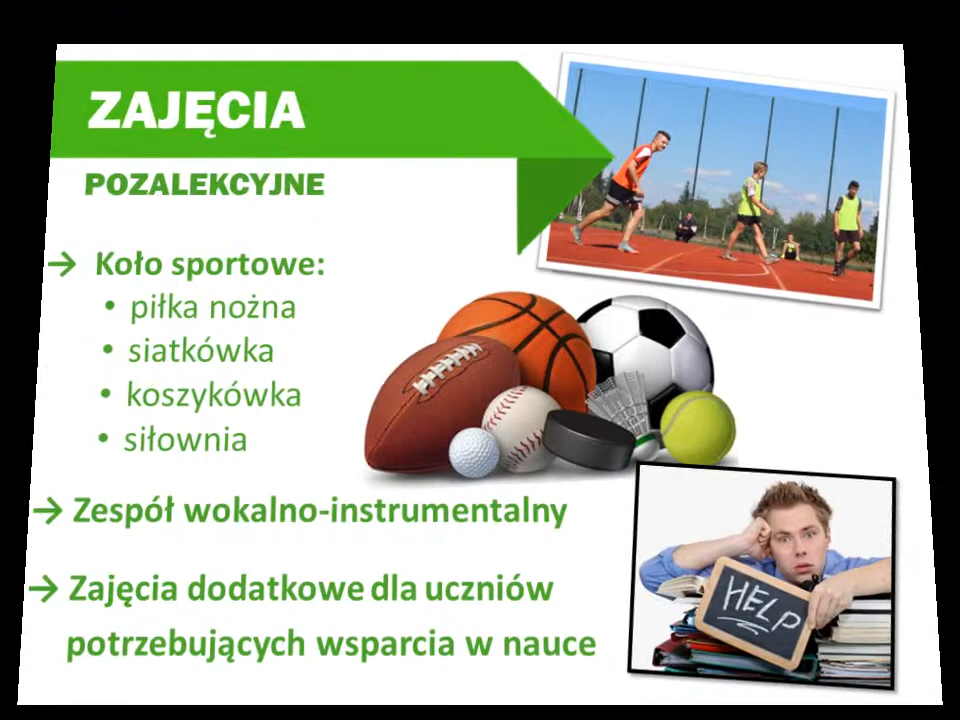 ZAJĘCIA
POZALEKCYJNE
→ Koło sportowe:
• piłka nożna
• siatkówka
• koszykówka
• siłownia
→ Zespół wokalno-instrumentalny
→ Zajęcia dodatkowe dla uczniów
potrzebujących wsparcia w nauce
HELP